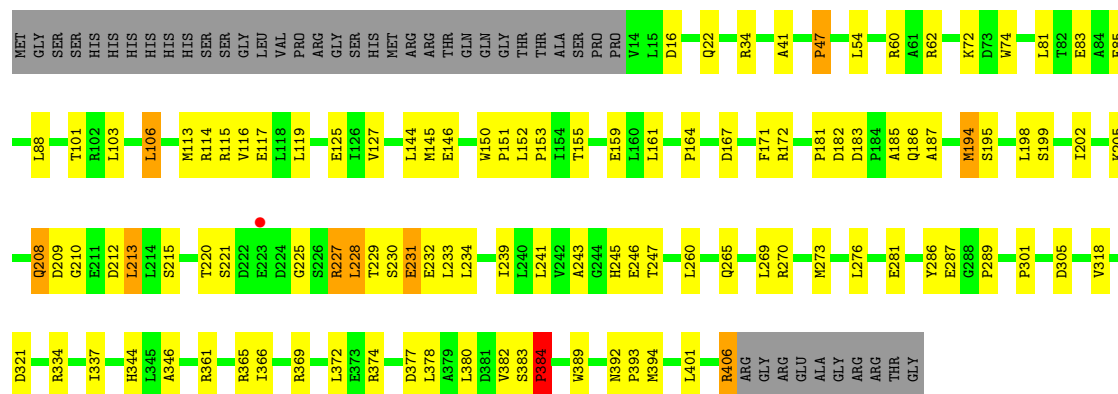 MET GLY SER SER HIS HIS HIS HIS HIS HIS SER SER GLY LEU VAL PRO ARG GLY SER HIS MET ARG ARG THR GLN GLN GLY THR THR ALA SER PRO PRO V14 L15 D16 Q22 R34 A41 P47 L54 R60 A61 R62 K72 D73 W74 L81 T82 E83 A84
L88 T101 R102 L103 L106 M113 R114 R115 V116 E117 L118 L119 E125 I126 V127 L144 M145 E146 W150 P151 L152 P153 I154 T155 E159 L160 L161 P164 D167 F171 R172 P181 D182 D183 P184 A185 Q186 A187 M194 S195 L198 S199 I202
Q208 D209 G210 E211 D212 L213 L214 S215 T220 S221 D222 E223 D224 G225 S226 R227 L228 T229 S230 E231 E232 L233 L234 I239 L240 L241 V242 A243 G244 H245 E246 T247 L260 Q265 L269 R270 M273 L276 E281 Y286 E287 G288 P289 P301 D305 V318
D321 R334 I337 H344 L345 A346 R361 R365 I366 R369 L372 E373 R374 D377 L378 A379 L380 D381 V382 S383 P384 W389 N392 P393 M394 L401 R406 ARG GLY ARG GLU ALA GLY ARG ARG THR GLY